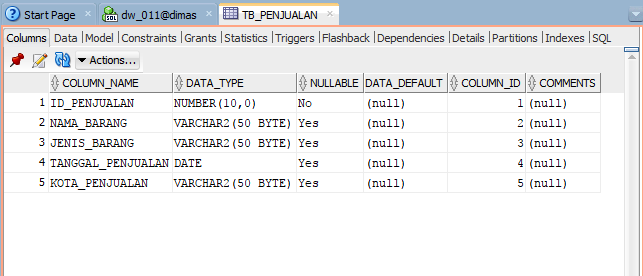 Start Page dw_011@dimas TB_PENJUALAN
Columns Data Model Constraints Grants Statistics Triggers Flashback Dependencies Details Partitions Indexes SQL
Actions...
COLUMN_NAME DATA_TYPE NULLABLE DATA_DEFAULT COLUMN_ID COMMENTS
1 ID_PENJUALAN NUMBER(10,0) No (null) 1 (null)
2 NAMA_BARANG VARCHAR2(50 BYTE) Yes (null) 2 (null)
3 JENIS_BARANG VARCHAR2(50 BYTE) Yes (null) 3 (null)
4 TANGGAL_PENJUALAN DATE Yes (null) 4 (null)
5 KOTA_PENJUALAN VARCHAR2(50 BYTE) Yes (null) 5 (null)